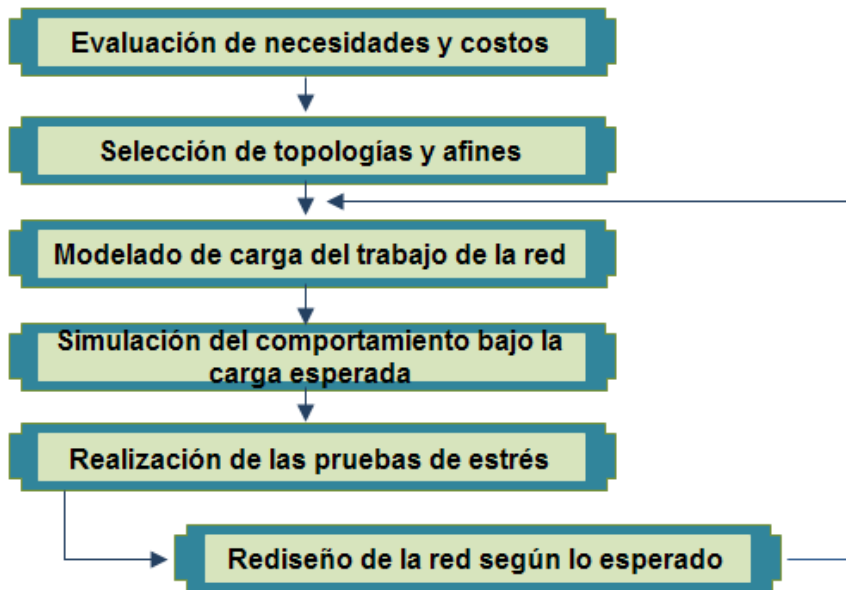 Evaluación de necesidades y costos
Selección de topologías y afines
Modelado de carga del trabajo de la red
Simulación del comportamiento bajo la
carga esperada
Realización de las pruebas de estrés
Rediseño de la red según lo esperado